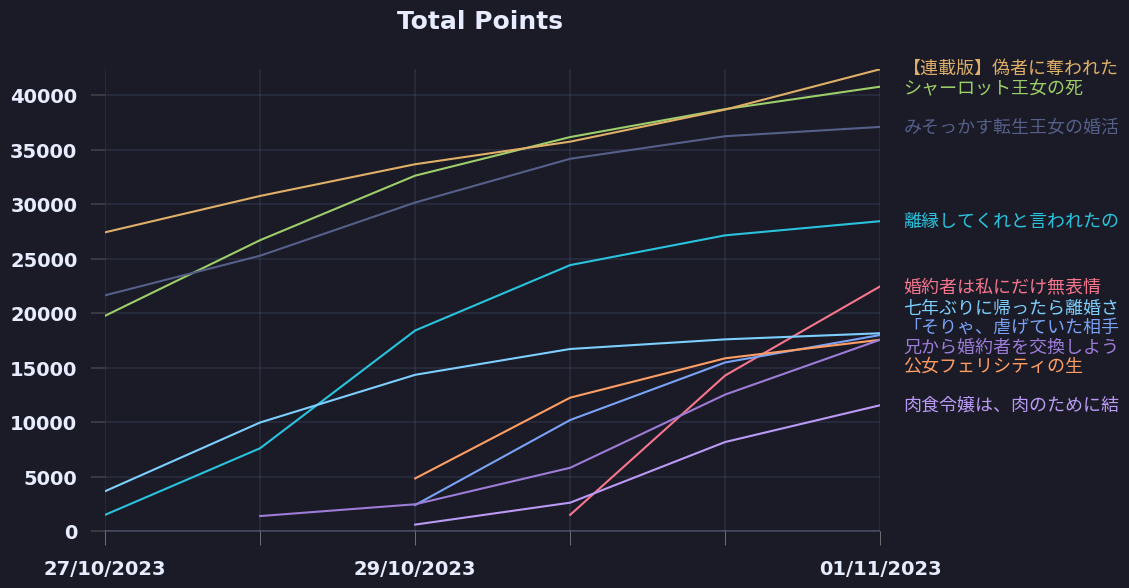 Total Points
40000
35000
30000
25000
20000
15000
10000
5000
0
27/10/2023
29/10/2023
01/11/2023
【連載版】偽者に奪われた
シャーロット王女の死
みそっかす転生王女の婚活
離縁してくれと言われたの
婚約者は私にだけ無表情
七年ぶりに帰ったら離婚さ
「そりゃ、虐げていた相手
兄から婚約者を交換しよう
公女フェリシティの生
肉食令嬢は、肉のために結